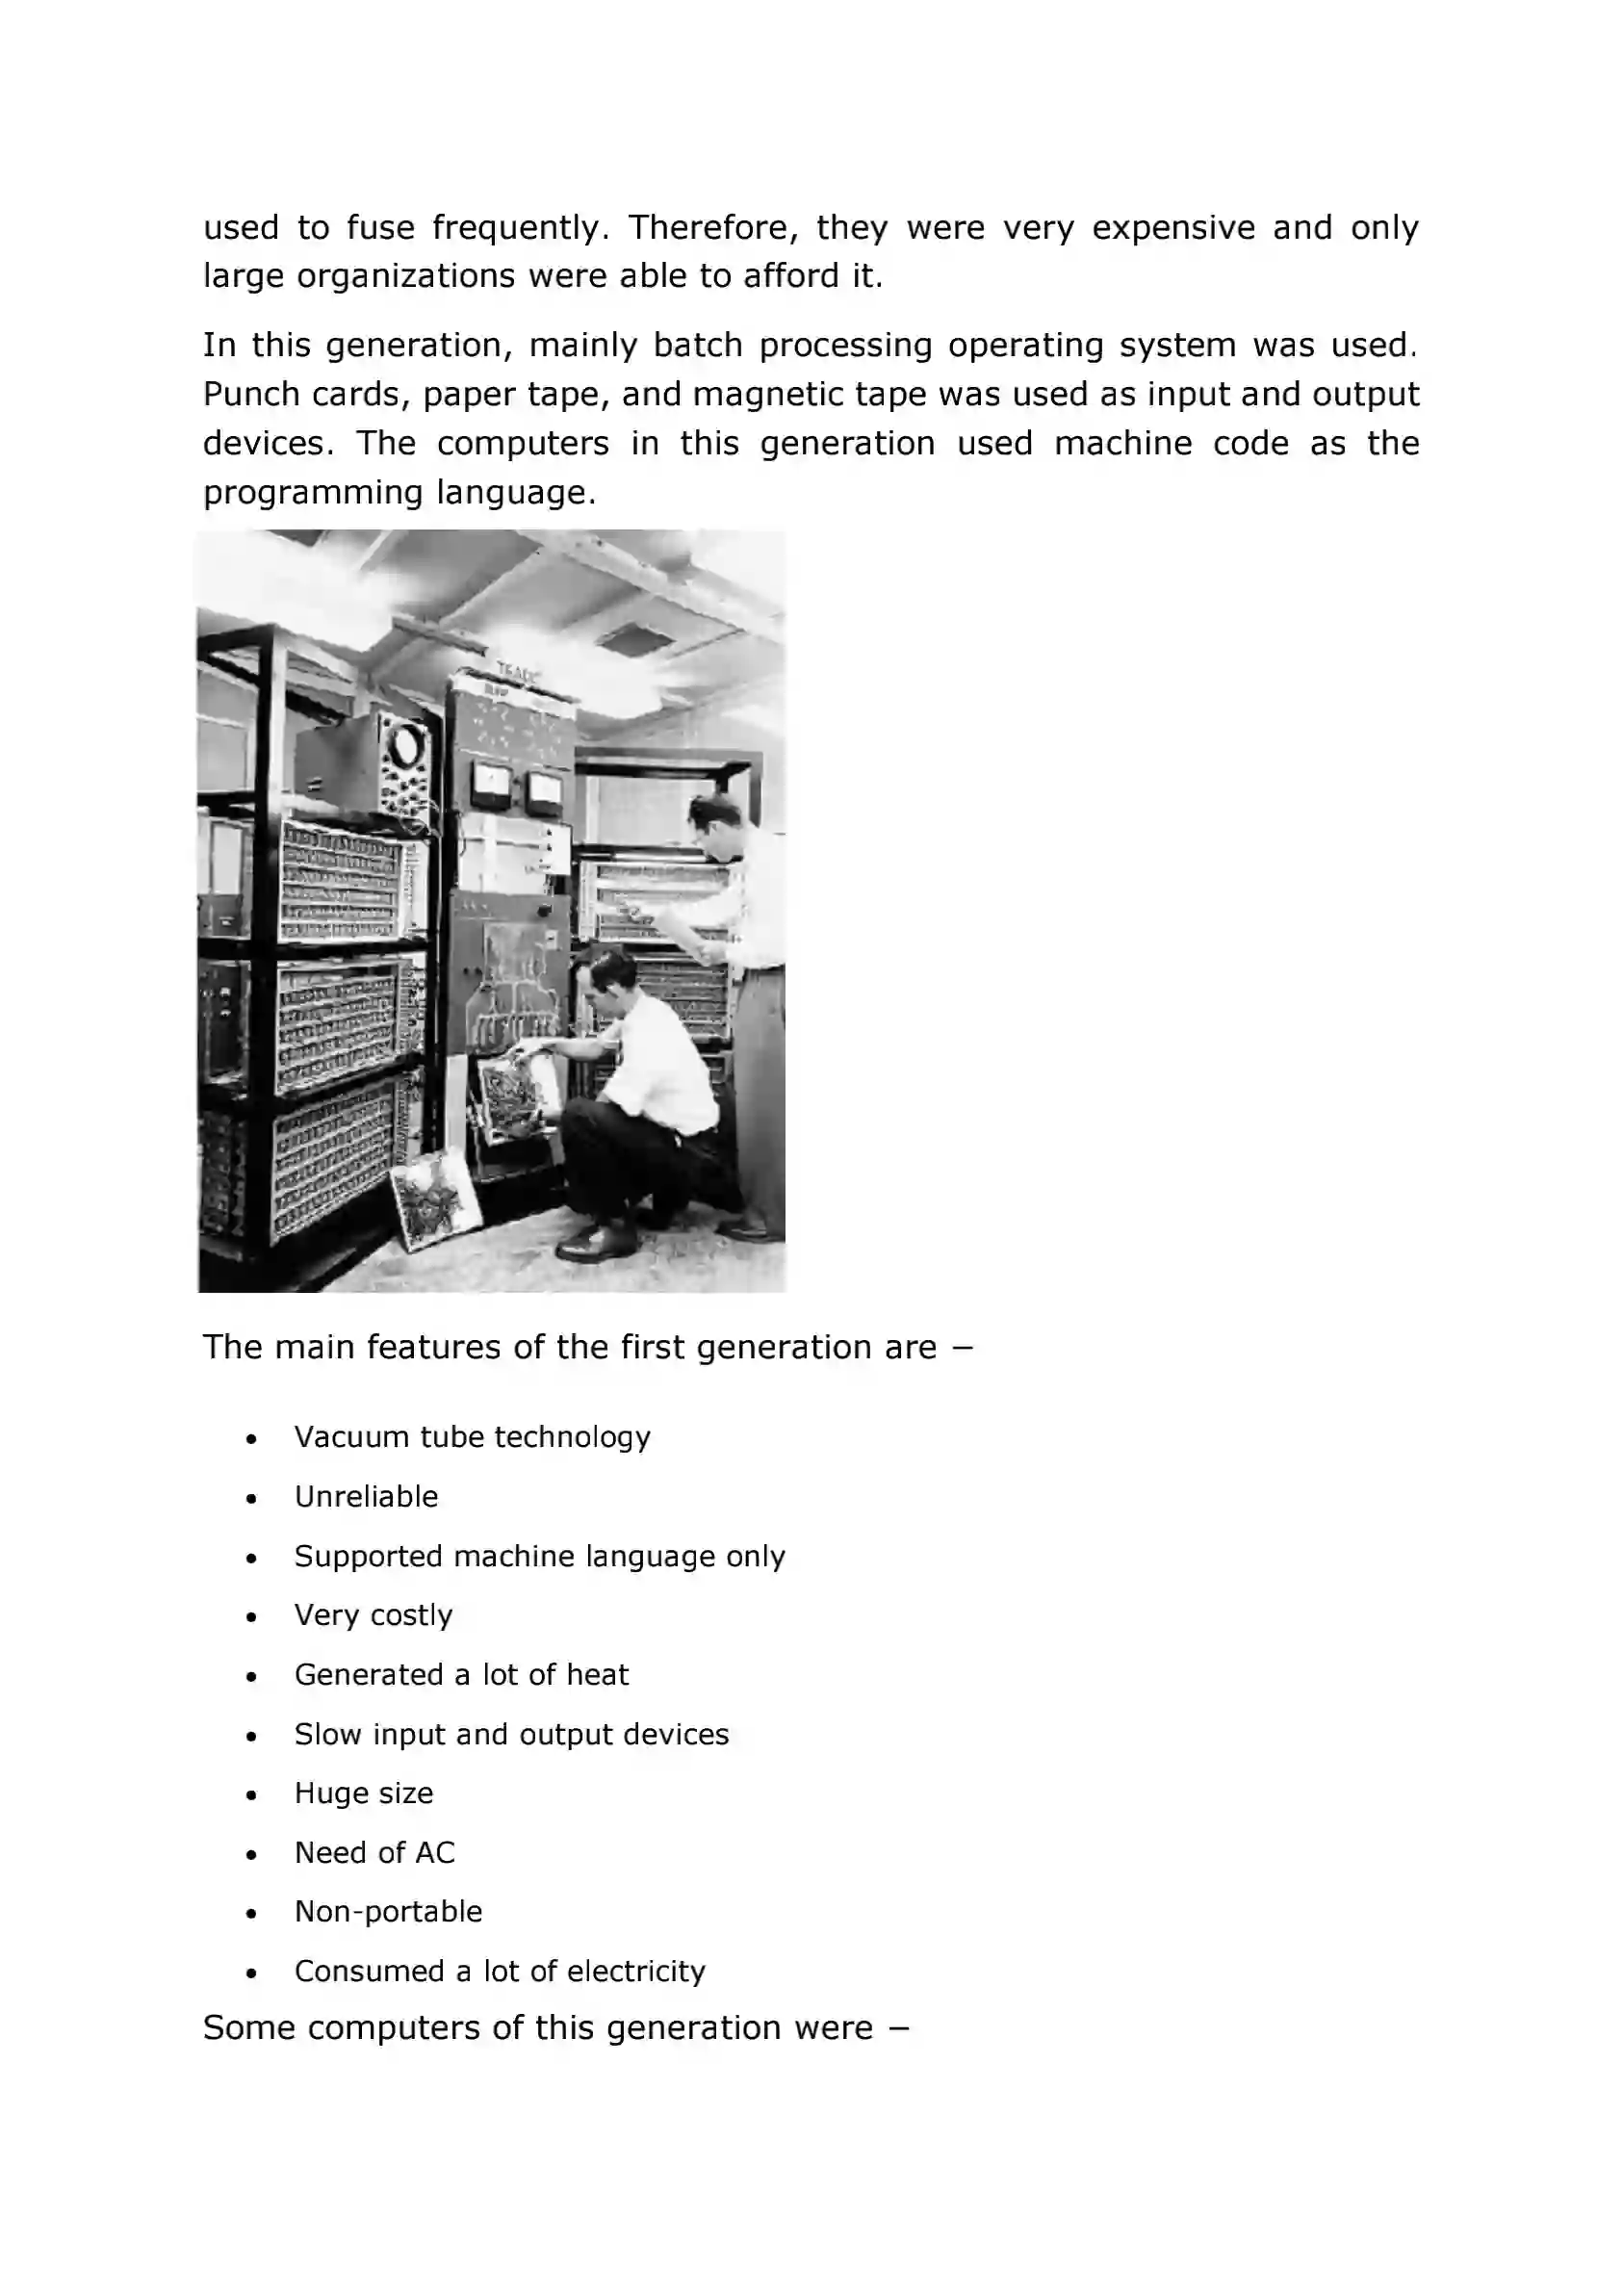 used to fuse frequently. Therefore, they were very expensive and only
large organizations were able to afford it.
In this generation, mainly batch processing operating system was used.
Punch cards, paper tape, and magnetic tape was used as input and output
devices. The computers in this generation used machine code as the
programming language.
The main features of the first generation are −
• Vacuum tube technology
• Unreliable
• Supported machine language only
• Very costly
• Generated a lot of heat
• Slow input and output devices
• Huge size
• Need of AC
• Non-portable
• Consumed a lot of electricity
Some computers of this generation were −